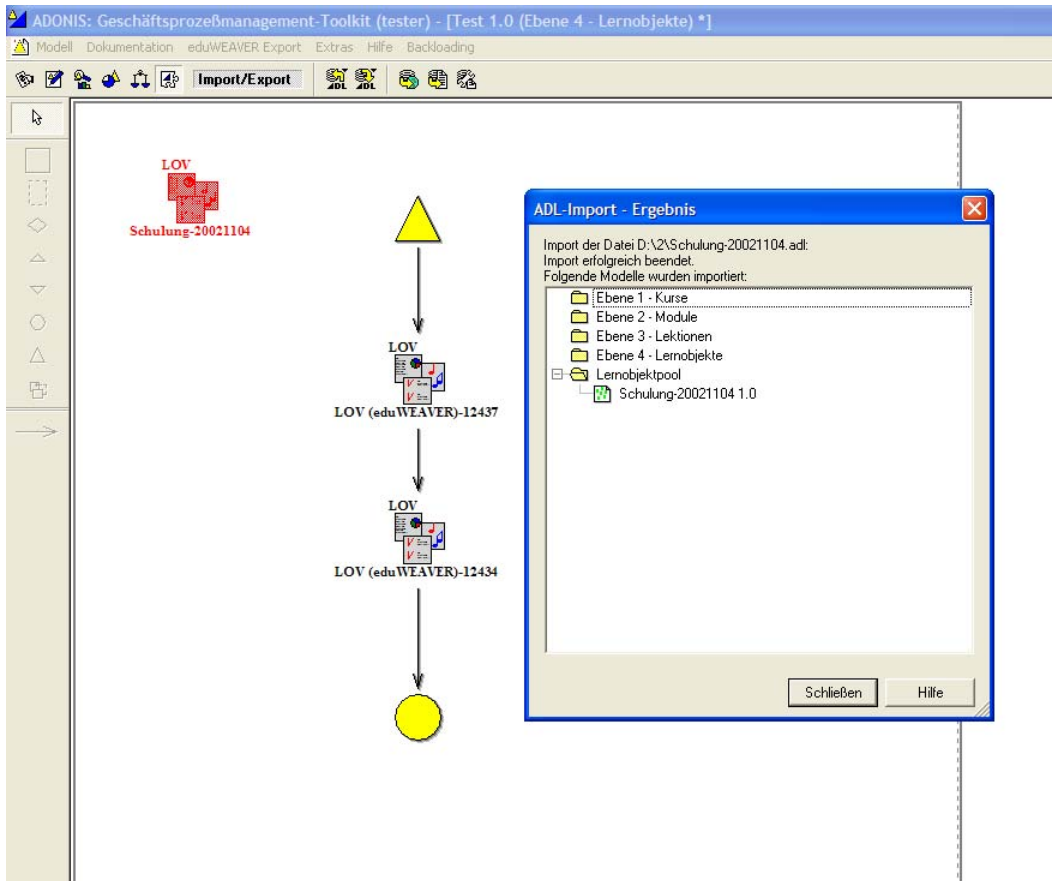 ADONIS: Geschäftsprozeßmanagement-Toolkit (tester) - [Test 1.0 (Ebene 4 - Lernobjekte) *]
Modell Dokumentation eduWEAVER Export Extras Hilfe Backloading
Import/Export ADL ADL
LOV
Schulung-20021104
LOV
LOV (eduWEAVER)-12437
LOV
LOV (eduWEAVER)-12434
ADL-Import - Ergebnis
Import der Datei D:\2\Schulung-20021104.adl:
Import erfolgreich beendet.
Folgende Modelle wurden importiert:
Ebene 1 - Kurse
Ebene 2 - Module
Ebene 3 - Lektionen
Ebene 4 - Lernobjekte
Lernobjektpool
Schulung-20021104 1.0
Schließen Hilfe